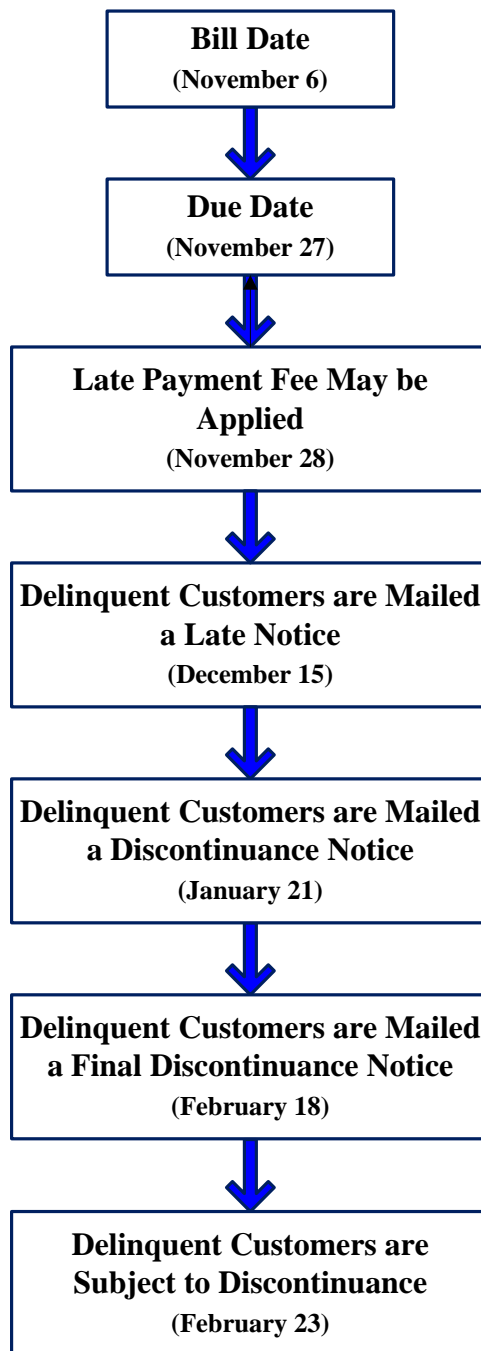 Bill Date
(November 6)
Due Date
(November 27)
Late Payment Fee May be
Applied
(November 28)
Delinquent Customers are Mailed
a Late Notice
(December 15)
Delinquent Customers are Mailed
a Discontinuance Notice
(January 21)
Delinquent Customers are Mailed
a Final Discontinuance Notice
(February 18)
Delinquent Customers are
Subject to Discontinuance
(February 23)